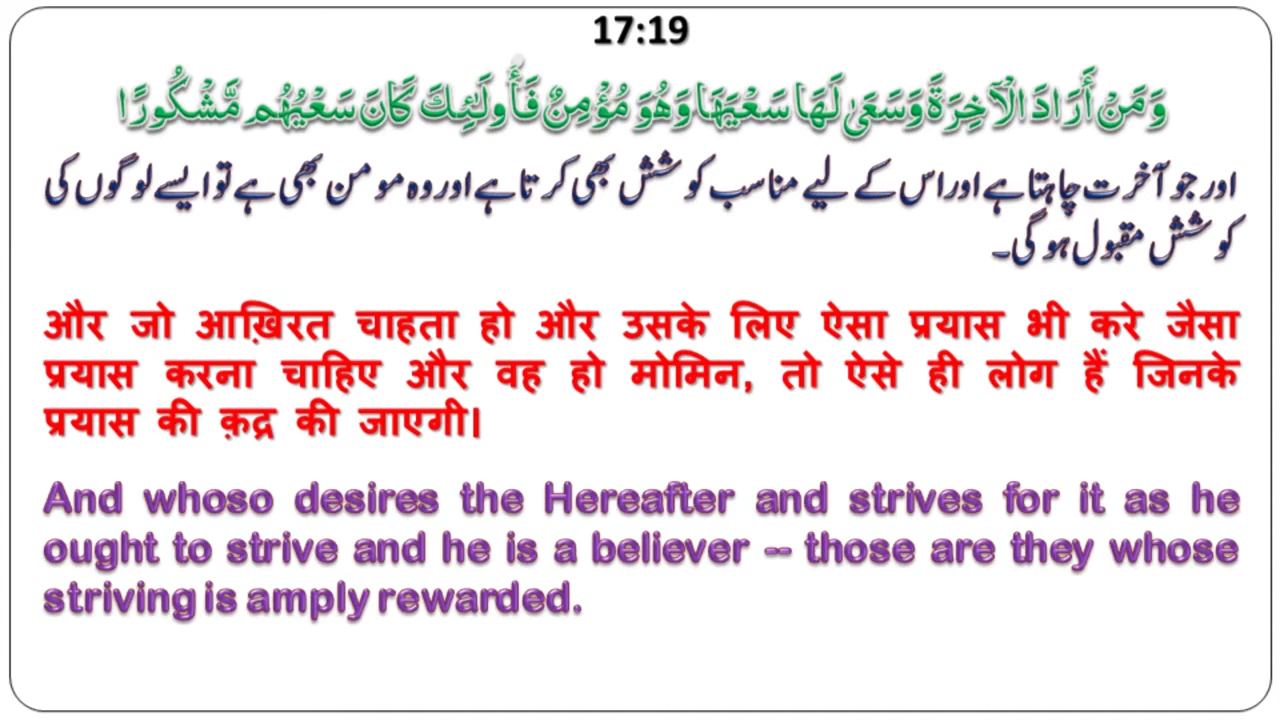 17:19
وَمَنْ أَرَادَ الْآخِرَةَ وَسَعَىٰ لَهَا سَعْيَهَا وَهُوَ مُؤْمِنٌ فَأُولَٰئِكَ كَانَ سَعْيُهُم مَّشْكُورًا
اور جو آخرت چاہتا ہے اور اس کے لیے مناسب کوشش بھی کرتا ہے اور وہ مومن بھی ہے تو ایسے لوگوں کی
کوشش مقبول ہوگی۔
और जो आख़िरत चाहता हो और उसके लिए ऐसा प्रयास भी करे जैसा
प्रयास करना चाहिए और वह हो मोमिन, तो ऐसे ही लोग हैं जिनके
प्रयास की क़द्र की जाएगी।
And whoso desires the Hereafter and strives for it as he
ought to strive and he is a believer -- those are they whose
striving is amply rewarded.